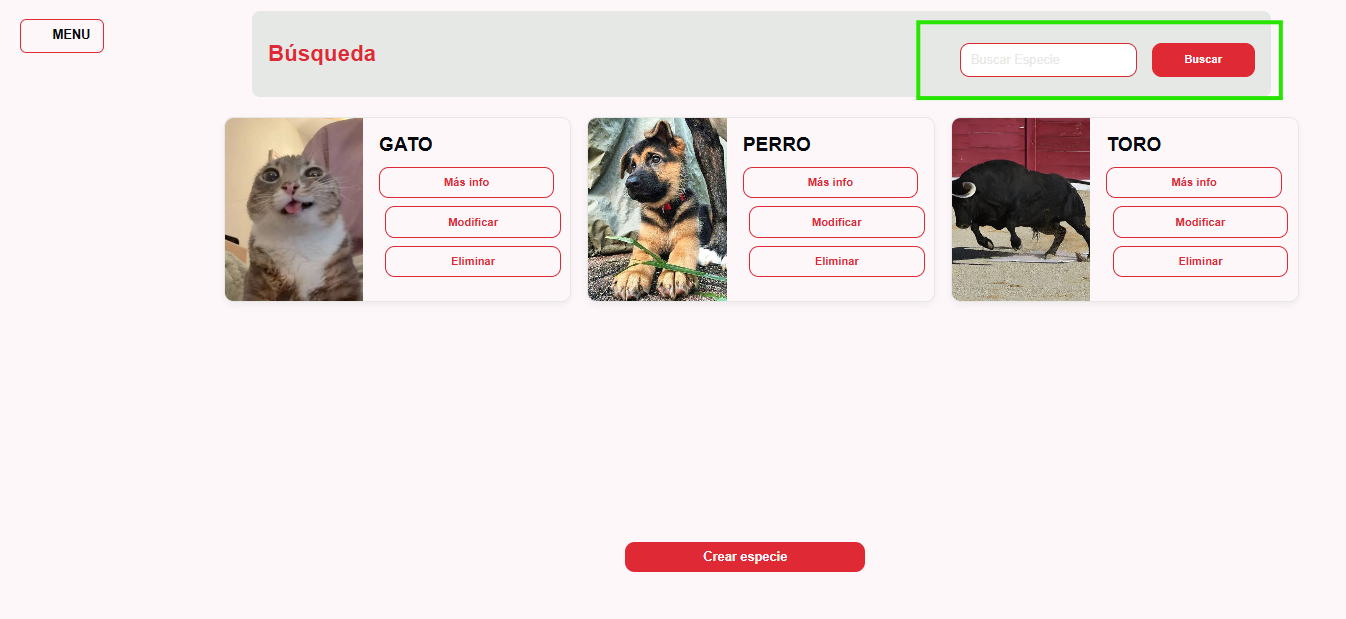 MENU
Búsqueda
Buscar Especie
Buscar
GATO
Más info
Modificar
Eliminar
PERRO
Más info
Modificar
Eliminar
TORO
Más info
Modificar
Eliminar
Crear especie